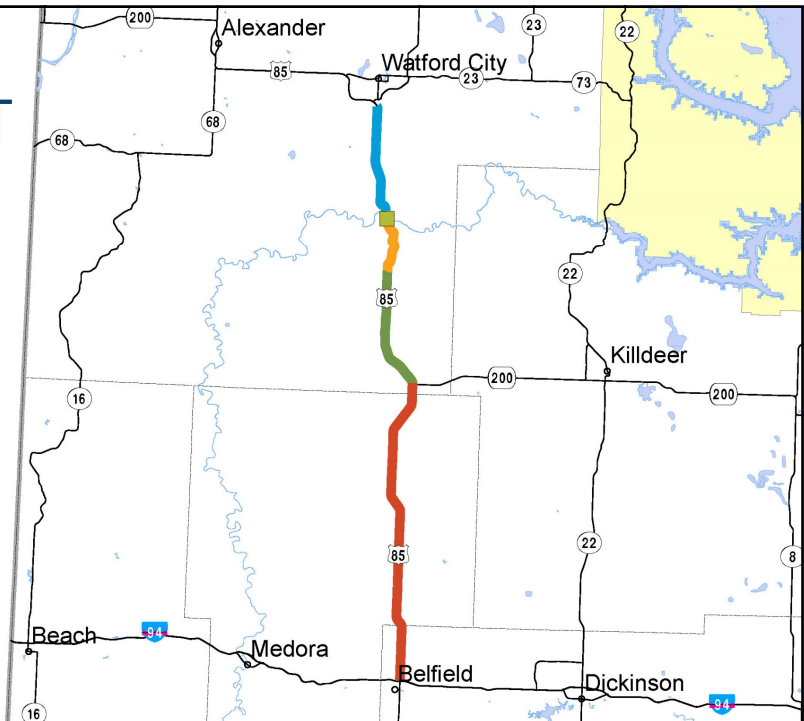 200
Alexander
23
22
Watford City
85
23
73
68
68
22
85
Killdeer
200
200
16
22
85
8
94
Beach
Medora
Belfield
Dickinson
94
16